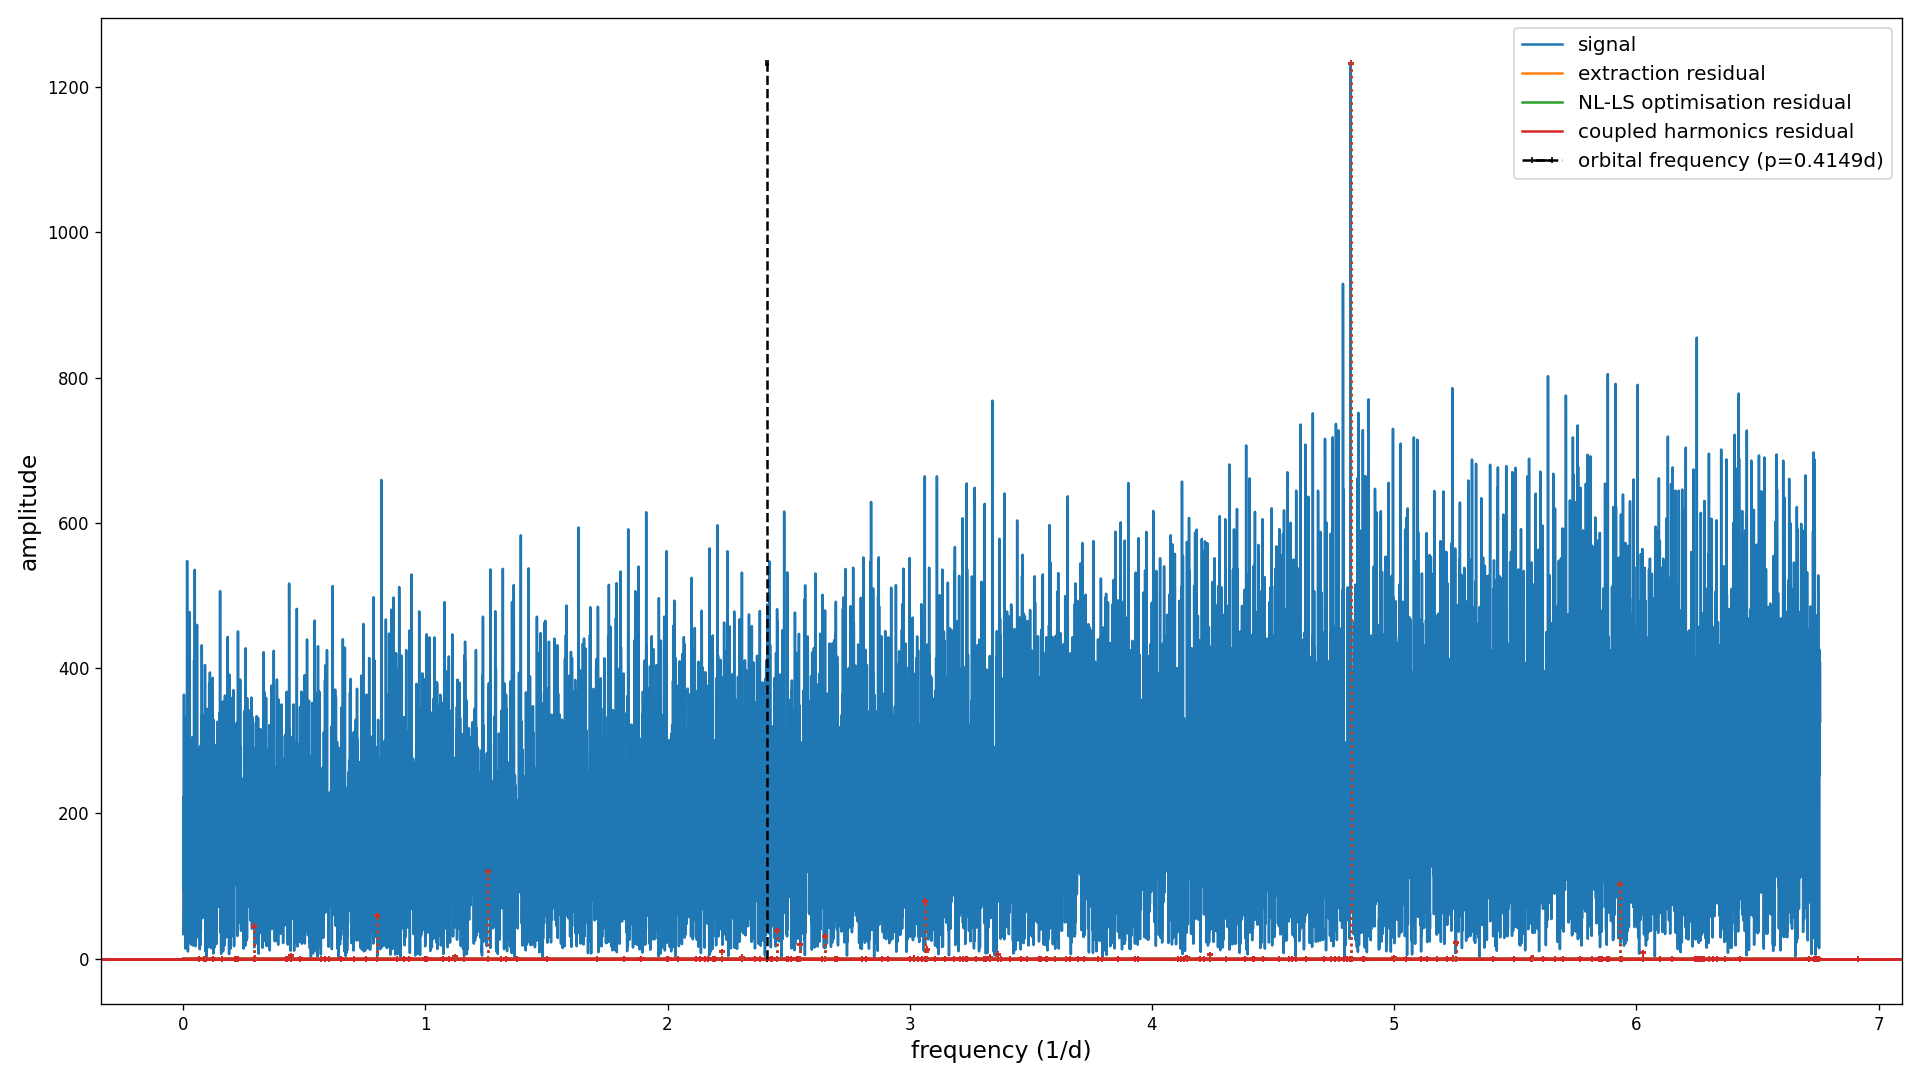 signal
extraction residual
NL-LS optimisation residual
coupled harmonics residual
orbital frequency (p=0.4149d)
amplitude
1200
1000
800
600
400
200
0
0 1 2 3 4 5 6 7
frequency (1/d)